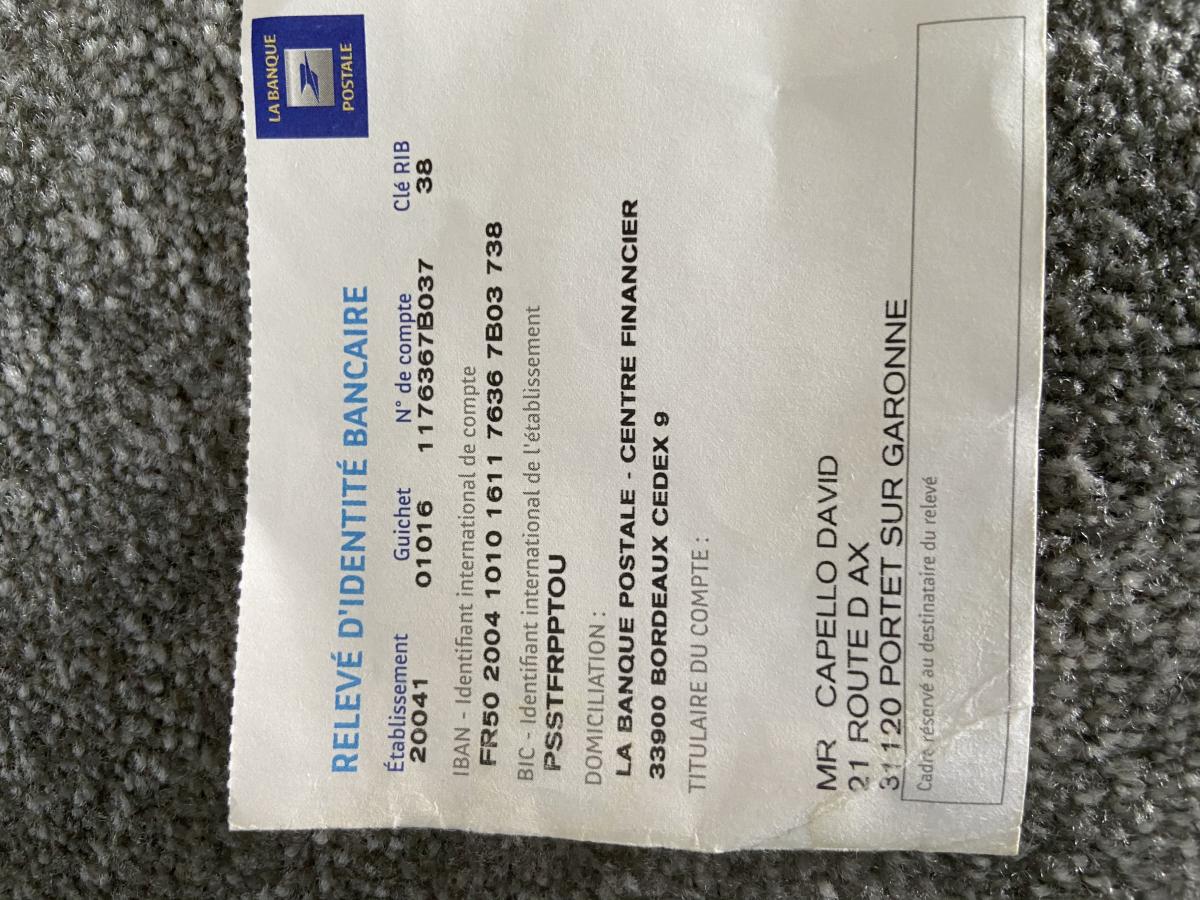 LA BANQUE
POSTALE
RELEVÉ D'IDENTITÉ BANCAIRE
Établissement Guichet N° de compte Clé RIB
20041 01016 1176367B037 38
IBAN - Identifiant international de compte
FR50 2004 1010 1611 7636 7B03 738
BIC - Identifiant international de l'établissement
PSSTFRPPTOU
DOMICILIATION :
LA BANQUE POSTALE - CENTRE FINANCIER
33900 BORDEAUX CEDEX 9
TITULAIRE DU COMPTE :
MR CAPELLO DAVID
21 ROUTE D AX
31120 PORTET SUR GARONNE
Cadre réservé au destinataire du relevé